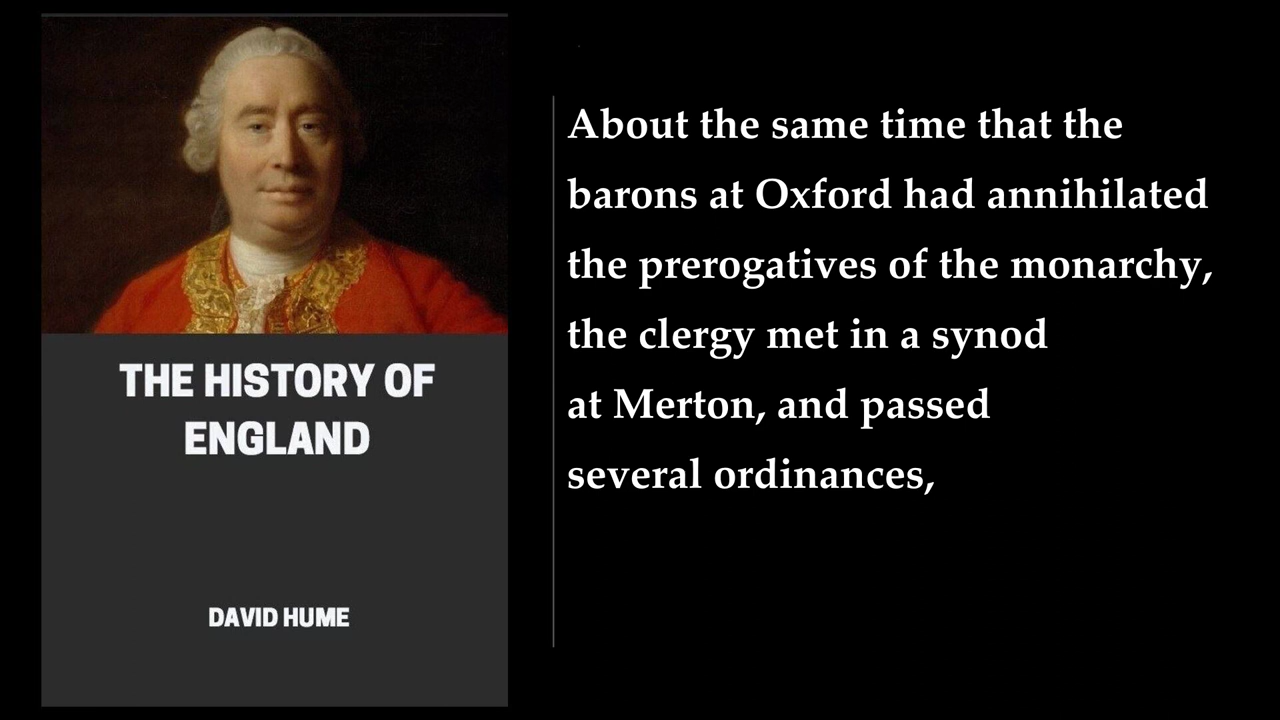 THE HISTORY OF
ENGLAND
DAVID HUME
About the same time that the
barons at Oxford had annihilated
the prerogatives of the monarchy,
the clergy met in a synod
at Merton, and passed
several ordinances,